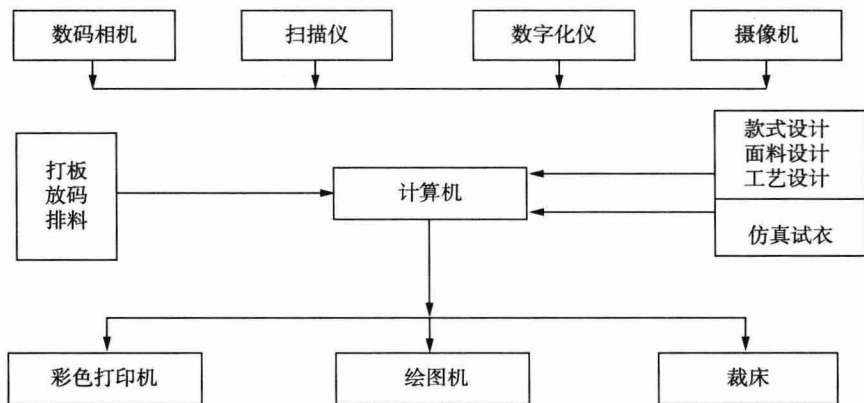 数码相机
扫描仪
数字化仪
摄像机
打板
放码
排料
计算机
款式设计
面料设计
工艺设计
仿真试衣
彩色打印机
绘图机
裁床